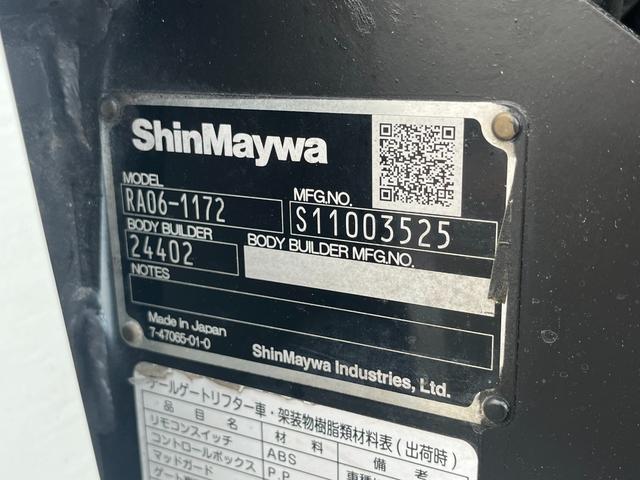 ShinMaywa
MODEL
RA06-1172
MFG.NO.
S11003525
BODY BUILDER
24402
BODY BUILDER MFG.NO.
NOTES
Made in Japan
7-47065-01-0
ShinMaywa Industries, Ltd.
テールゲートリフター車・架装物樹脂類材料表(出荷時)
品目名 材料 備考
リモコンスイッチ ABS
コントロールボックス P.P
マッドガード